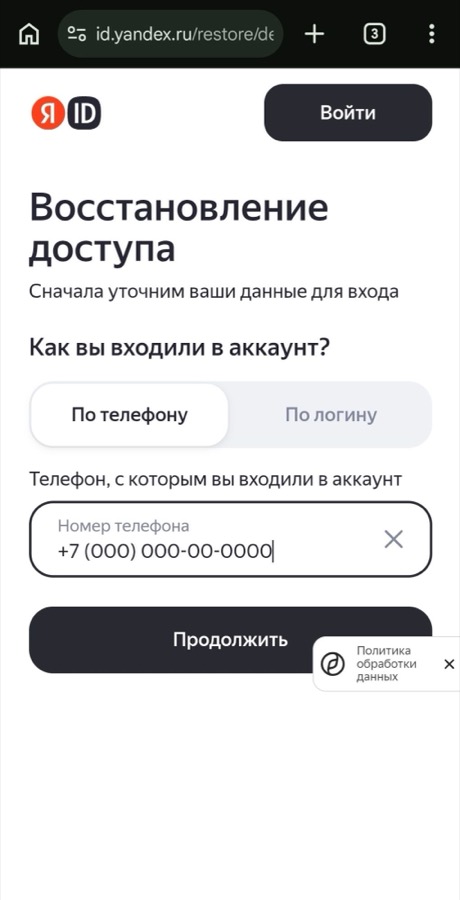 id.yandex.ru/restore/de
3
Я ID
Войти
Восстановление
доступа
Сначала уточним ваши данные для входа
Как вы входили в аккаунт?
По телефону
По логину
Телефон, с которым вы входили в аккаунт
Номер телефона
+7 (000) 000-00-0000
Продолжить
Политика
обработки
данных